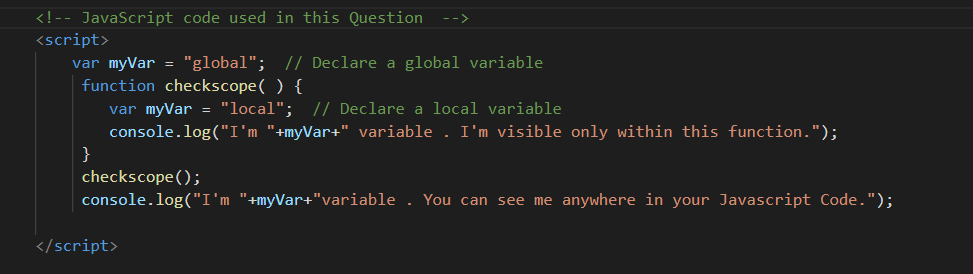 <!-- JavaScript code used in this Question  -->
<script>
var myVar = "global";  // Declare a global variable
function checkscope( ) {
var myVar = "local";  // Declare a local variable
console.log("I'm "+myVar+" variable . I'm visible only within this function.");
}
checkscope();
console.log("I'm "+myVar+"variable . You can see me anywhere in your Javascript Code.");
</script>